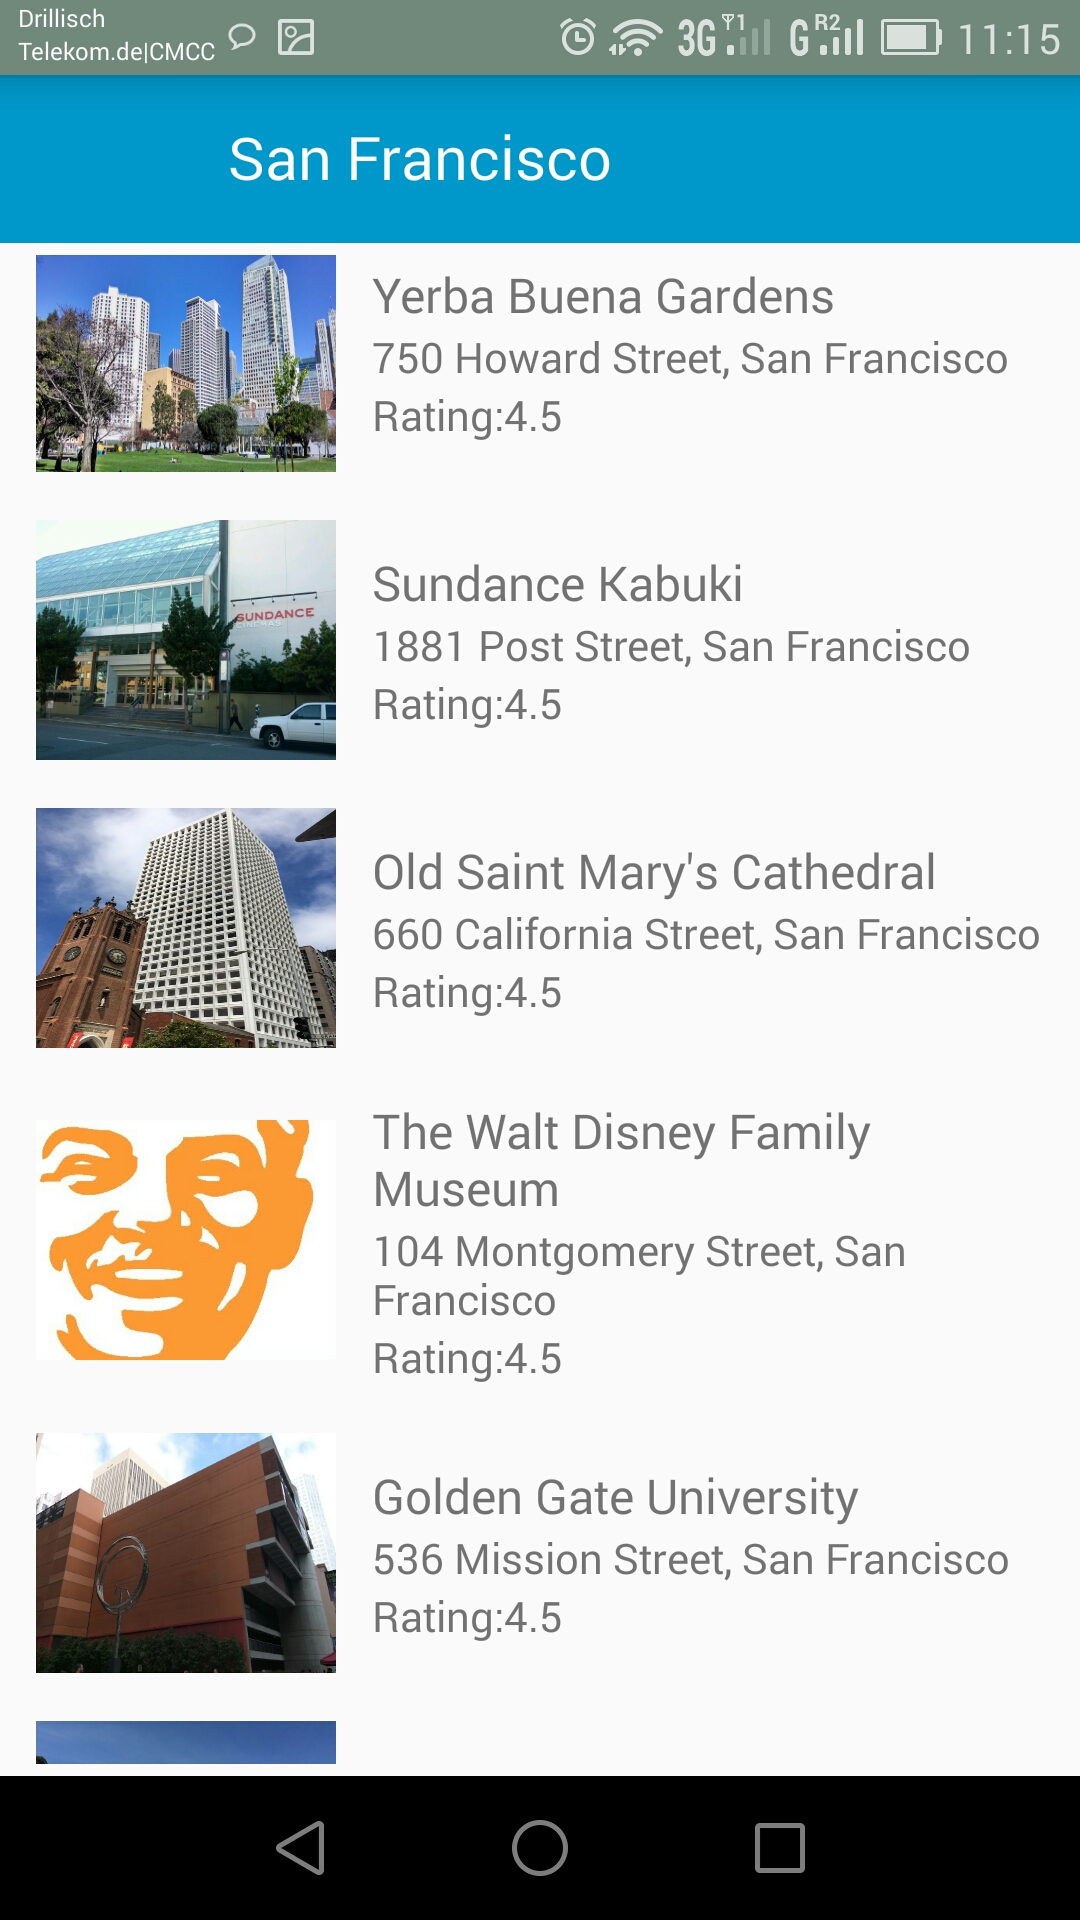 Drillisch
Telekom.de|CMCC
3G 1 G R2 11:15
San Francisco
Yerba Buena Gardens
750 Howard Street, San Francisco
Rating:4.5
SUNDANCE
CINEMAS
Sundance Kabuki
1881 Post Street, San Francisco
Rating:4.5
Old Saint Mary's Cathedral
660 California Street, San Francisco
Rating:4.5
The Walt Disney Family
Museum
104 Montgomery Street, San
Francisco
Rating:4.5
Golden Gate University
536 Mission Street, San Francisco
Rating:4.5